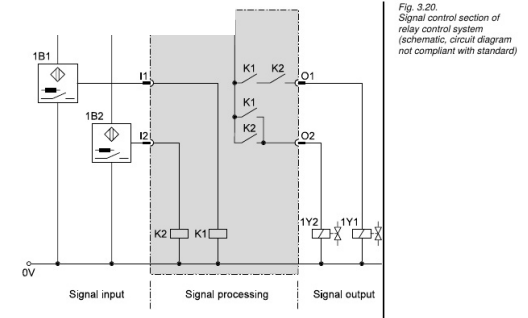 Fig. 3.20.
Signal control section of
relay control system
(schematic, circuit diagram
not compliant with standard)
1B1
I1
K1 K2 O1
K1
1B2
K2
I2
O2
K2 K1
1Y2 1Y1
0V
Signal input
Signal processing
Signal output